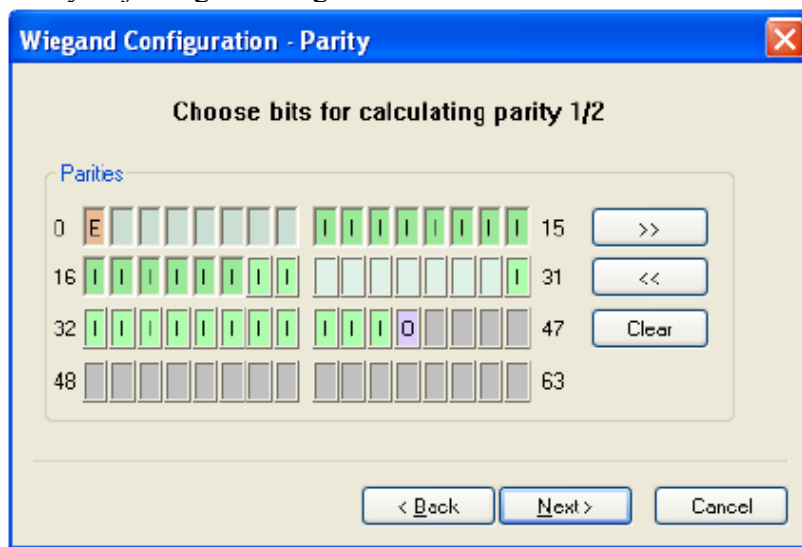 Wiegand Configuration - Parity
Choose bits for calculating parity 1/2
Parities
0 E I I I I I I I I 15 >>
16 I I I I I I I I I 31 <<
32 I I I I I I I I I I I O 47 Clear
48 63
< Back Next > Cancel